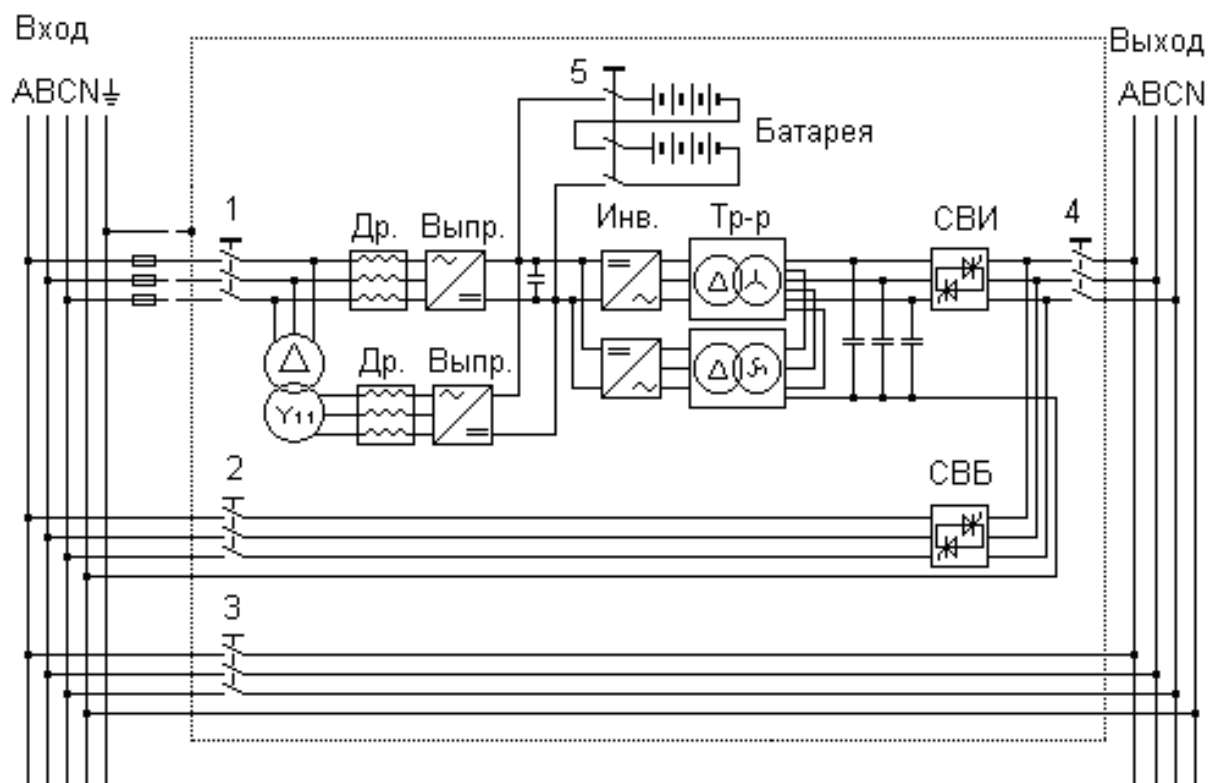 Вход
Выход
ABCN
ABCN
5
Батарея
1
Др.
Выпр.
Инв.
Тр-р
СВИ
4
Др.
Выпр.
Y11
2
СВБ
3